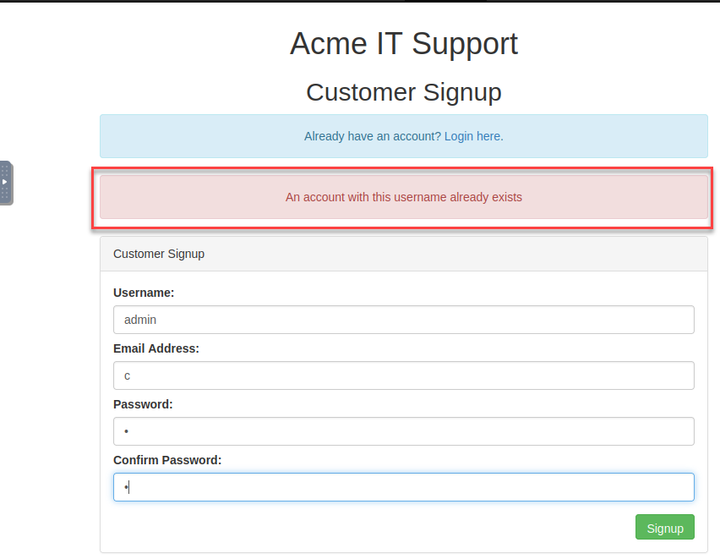 Acme IT Support
Customer Signup
Already have an account? Login here.
An account with this username already exists
Customer Signup
Username:
admin
Email Address:
c
Password:
•
Confirm Password:
•
Signup